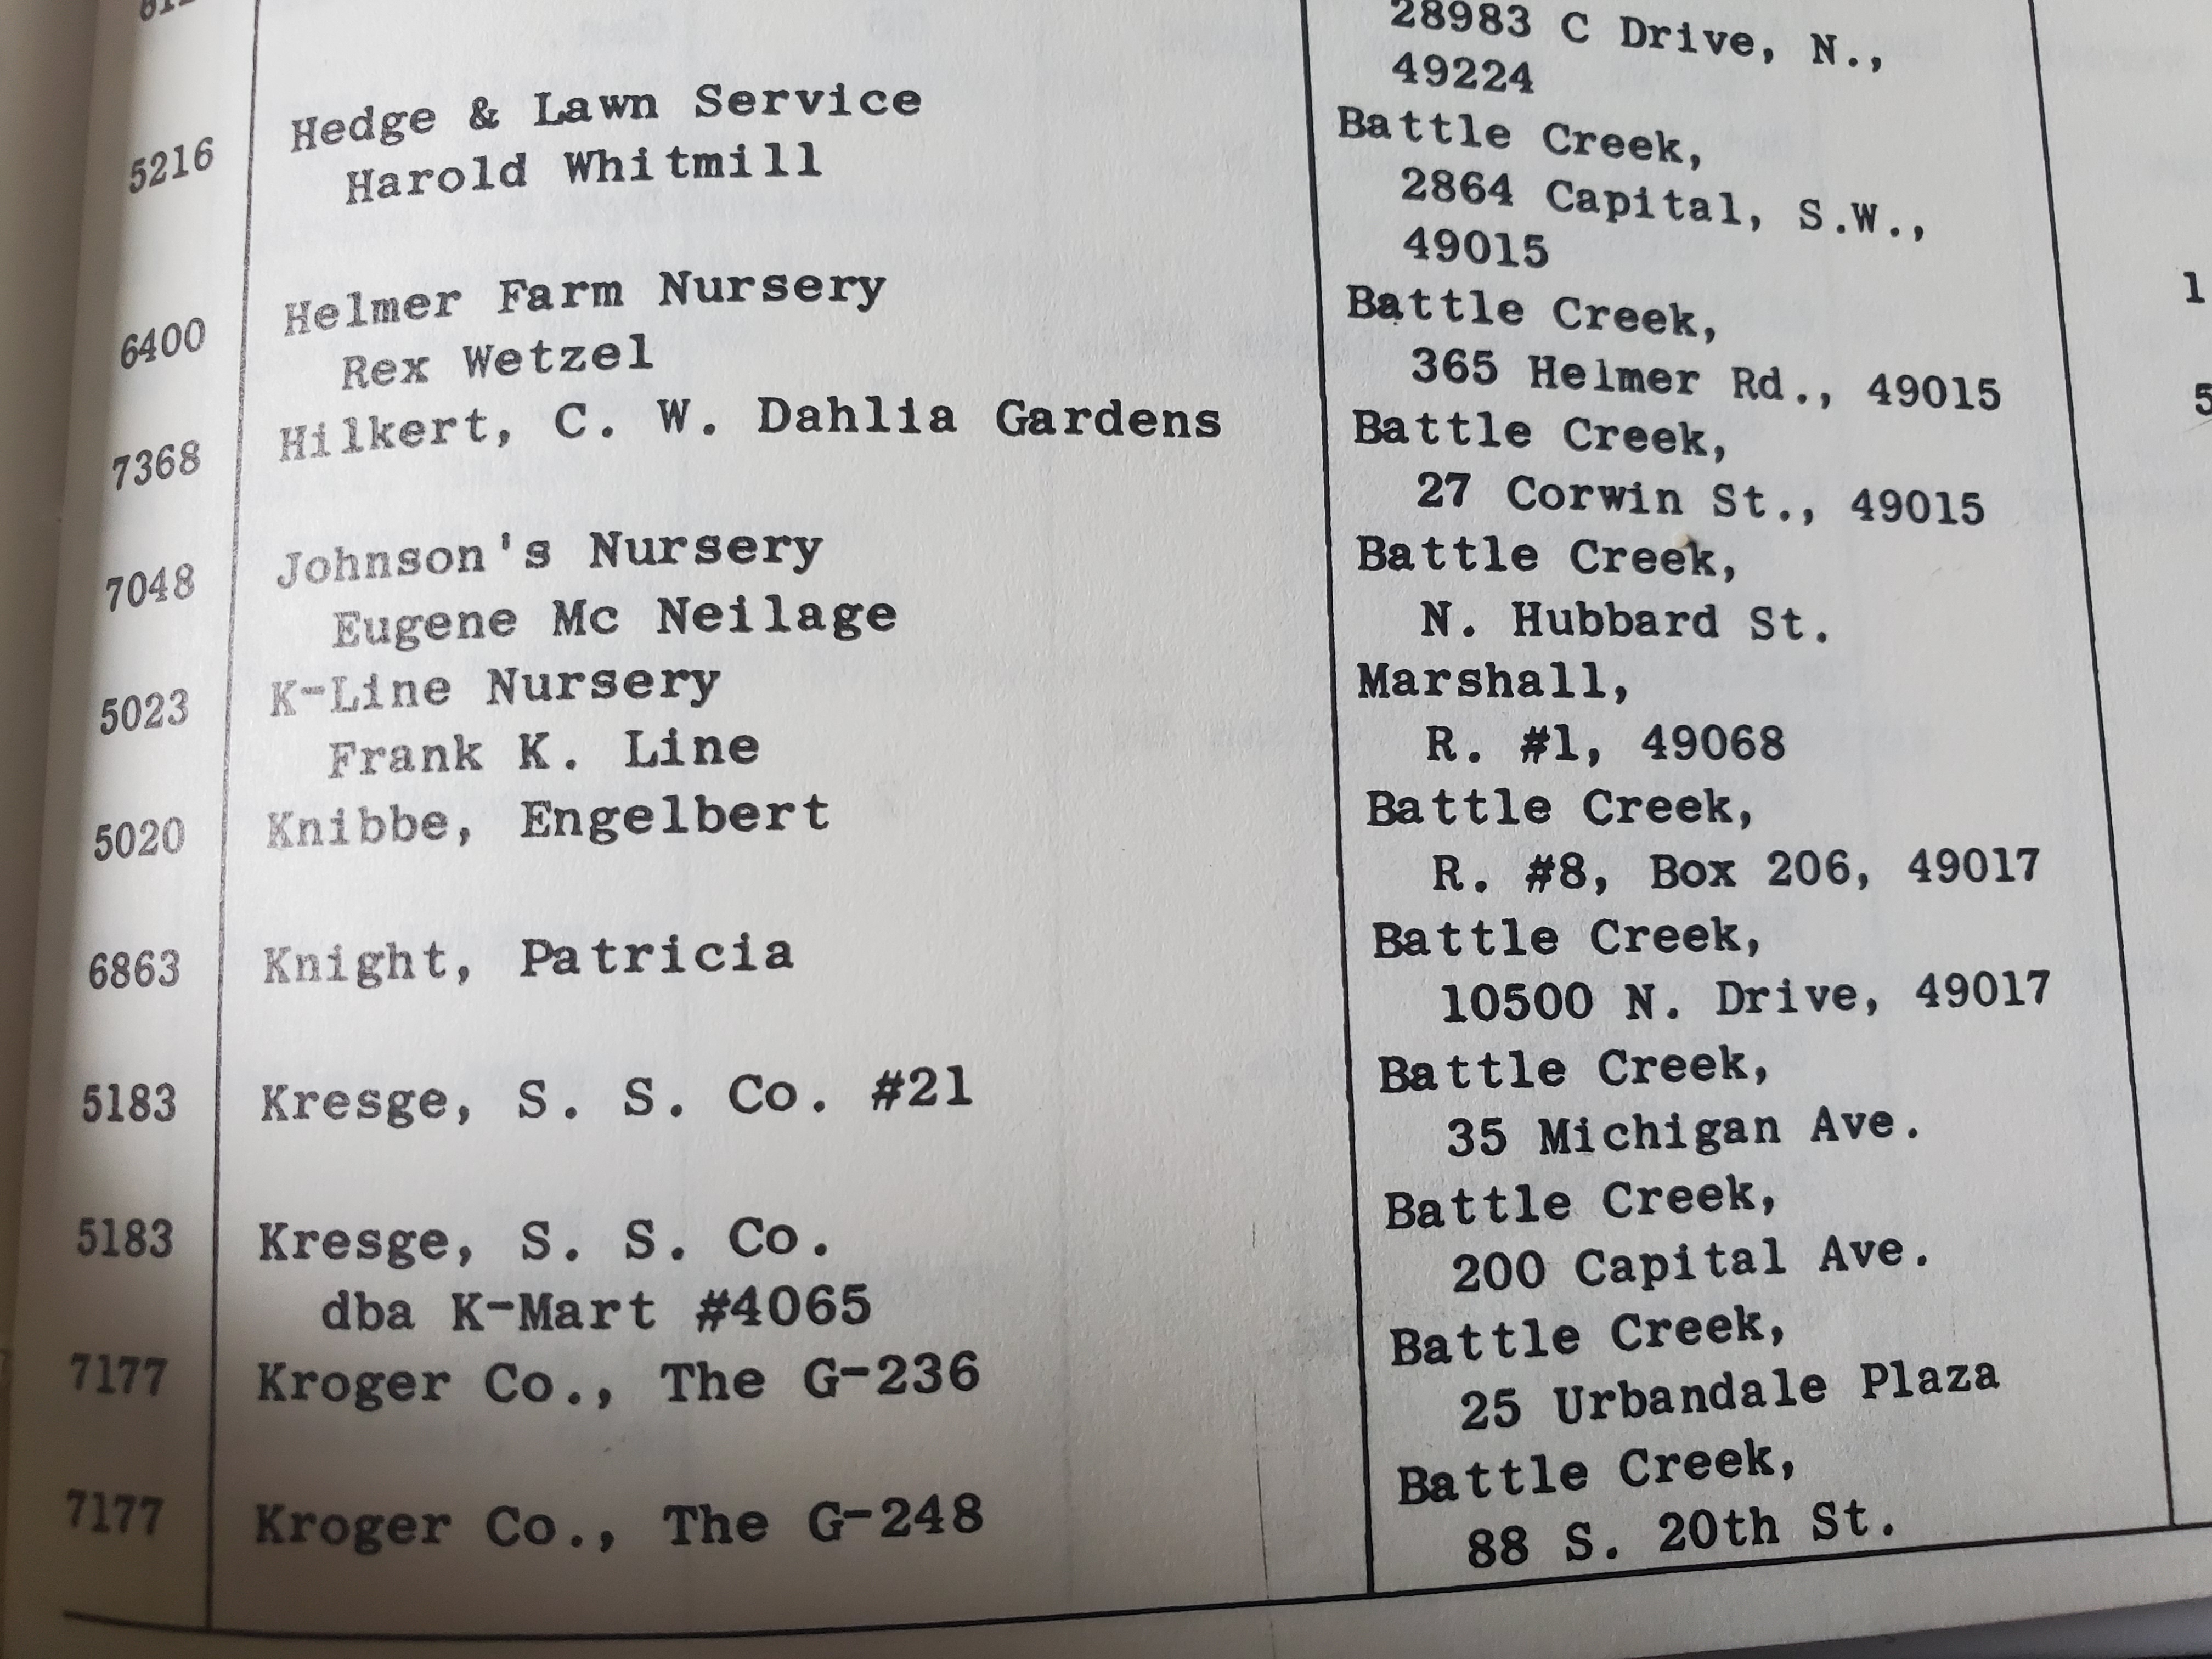 28983 C Drive, N.,
49224
5216 Hedge & Lawn Service Battle Creek,
Harold Whitmill 2864 Capital, S.W.,
49015
6400 Helmer Farm Nursery Battle Creek,
Rex Wetzel 365 Helmer Rd., 49015
7368 Hilkert, C. W. Dahlia Gardens Battle Creek,
27 Corwin St., 49015
7048 Johnson's Nursery Battle Creek,
Eugene Mc Neilage N. Hubbard St.
5023 K-Line Nursery Marshall,
Frank K. Line R. #1, 49068
5020 Knibbe, Engelbert Battle Creek,
R. #8, Box 206, 49017
6863 Knight, Patricia Battle Creek,
10500 N. Drive, 49017
5183 Kresge, S. S. Co. #21 Battle Creek,
35 Michigan Ave.
5183 Kresge, S. S. Co. Battle Creek,
dba K-Mart #4065 200 Capital Ave.
7177 Kroger Co., The G-236 Battle Creek,
25 Urbandale Plaza
7177 Kroger Co., The G-248 Battle Creek,
88 S. 20th St.